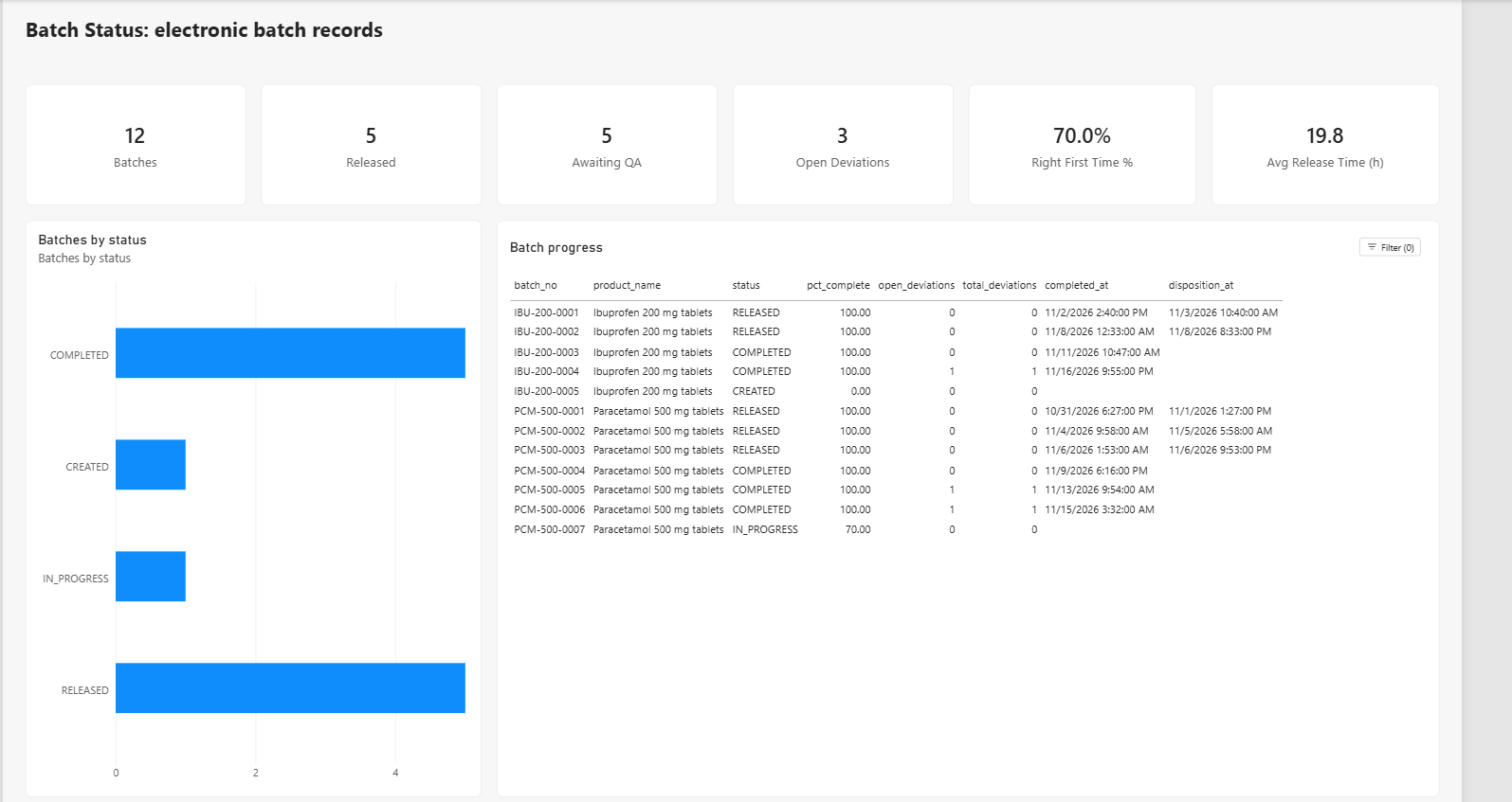 Batch Status: electronic batch records
12
Batches
5
Released
5
Awaiting QA
3
Open Deviations
70.0%
Right First Time %
19.8
Avg Release Time (h)
Batches by status
Batches by status
COMPLETED
CREATED
IN_PROGRESS
RELEASED
0 2 4
Batch progress
Filter (0)
batch_no product_name status pct_complete open_deviations total_deviations completed_at disposition_at
IBU-200-0001 Ibuprofen 200 mg tablets RELEASED 100.00 0 0 11/2/2026 2:40:00 PM 11/3/2026 10:40:00 AM
IBU-200-0002 Ibuprofen 200 mg tablets RELEASED 100.00 0 0 11/8/2026 12:33:00 AM 11/8/2026 8:33:00 PM
IBU-200-0003 Ibuprofen 200 mg tablets COMPLETED 100.00 0 0 11/11/2026 10:47:00 AM
IBU-200-0004 Ibuprofen 200 mg tablets COMPLETED 100.00 1 1 11/16/2026 9:55:00 PM
IBU-200-0005 Ibuprofen 200 mg tablets CREATED 0.00 0 0
PCM-500-0001 Paracetamol 500 mg tablets RELEASED 100.00 0 0 10/31/2026 6:27:00 PM 11/1/2026 1:27:00 PM
PCM-500-0002 Paracetamol 500 mg tablets RELEASED 100.00 0 0 11/4/2026 9:58:00 AM 11/5/2026 5:58:00 AM
PCM-500-0003 Paracetamol 500 mg tablets RELEASED 100.00 0 0 11/6/2026 1:53:00 AM 11/6/2026 9:53:00 PM
PCM-500-0004 Paracetamol 500 mg tablets COMPLETED 100.00 0 0 11/9/2026 6:16:00 PM
PCM-500-0005 Paracetamol 500 mg tablets COMPLETED 100.00 1 1 11/13/2026 9:54:00 AM
PCM-500-0006 Paracetamol 500 mg tablets COMPLETED 100.00 1 1 11/15/2026 3:32:00 AM
PCM-500-0007 Paracetamol 500 mg tablets IN_PROGRESS 70.00 0 0